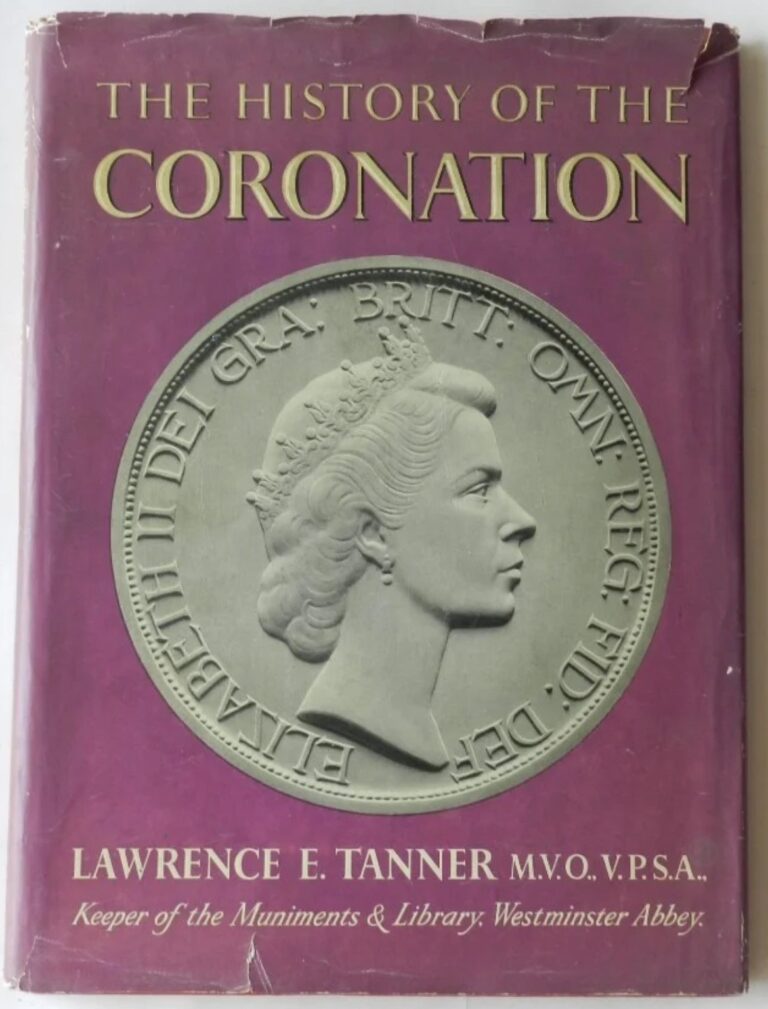 THE HISTORY OF THE
CORONATION
ELIZABETH II DEI GRA: BRITT: OMN: REG: FID: DEF
LAWRENCE E. TANNER M.V.O., V.P.S.A.,
Keeper of the Muniments & Library, Westminster Abbey.